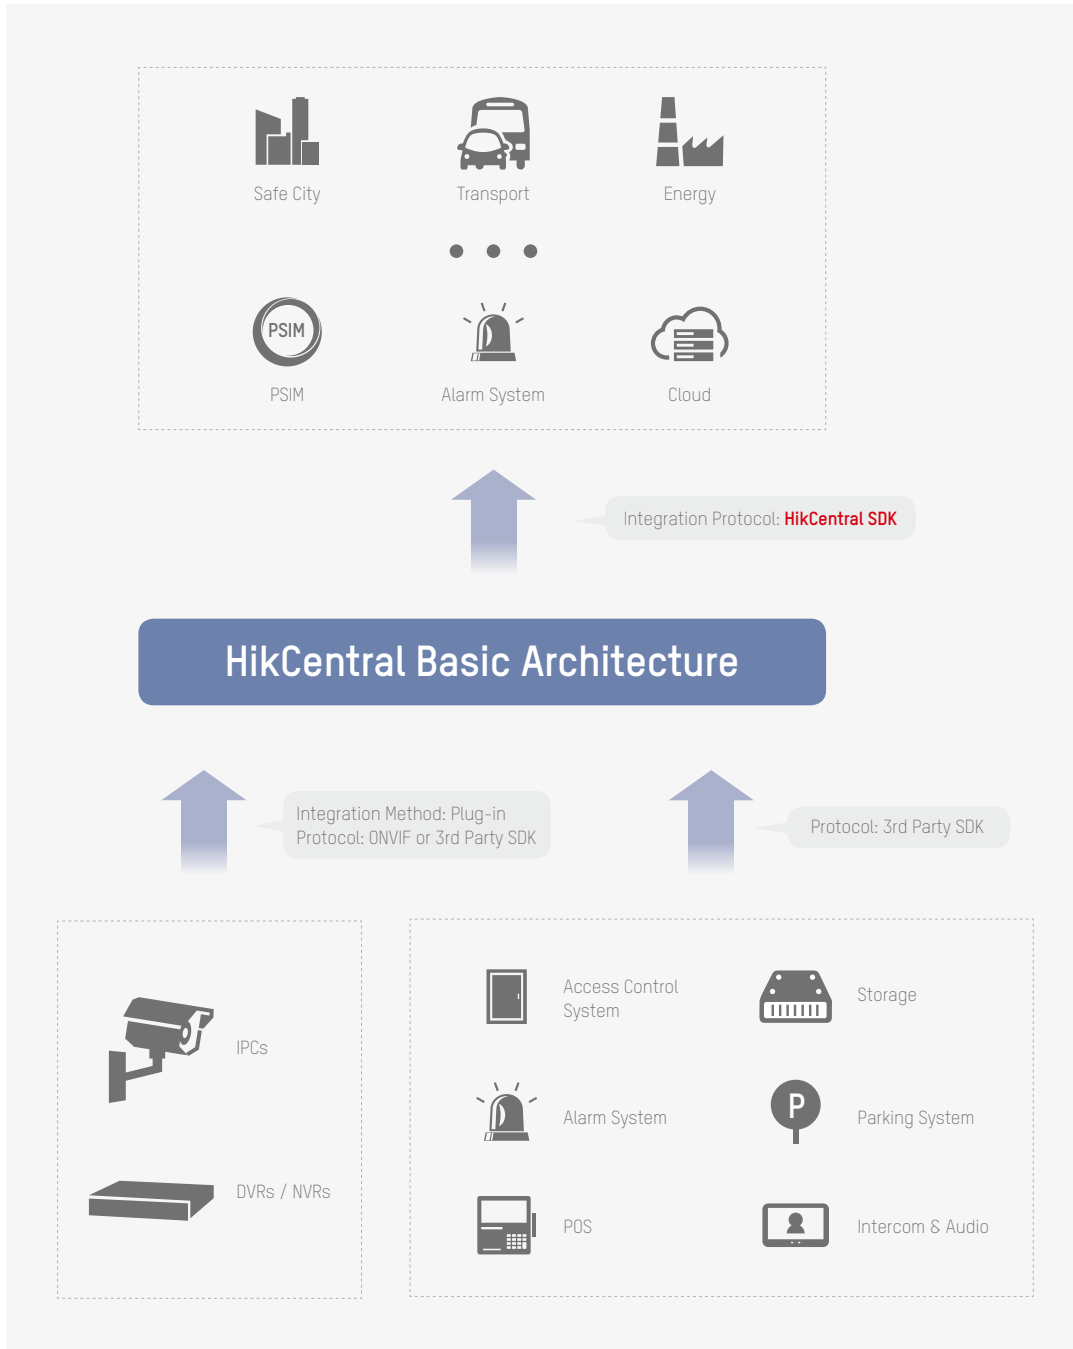 Safe City
Transport
Energy
PSIM
PSIM
Alarm System
Cloud
Integration Protocol: HikCentral SDK
HikCentral Basic Architecture
Integration Method: Plug-in
Protocol: ONVIF or 3rd Party SDK
Protocol: 3rd Party SDK
IPCs
DVRs / NVRs
Access Control
System
Storage
Alarm System
P
Parking System
POS
Intercom & Audio